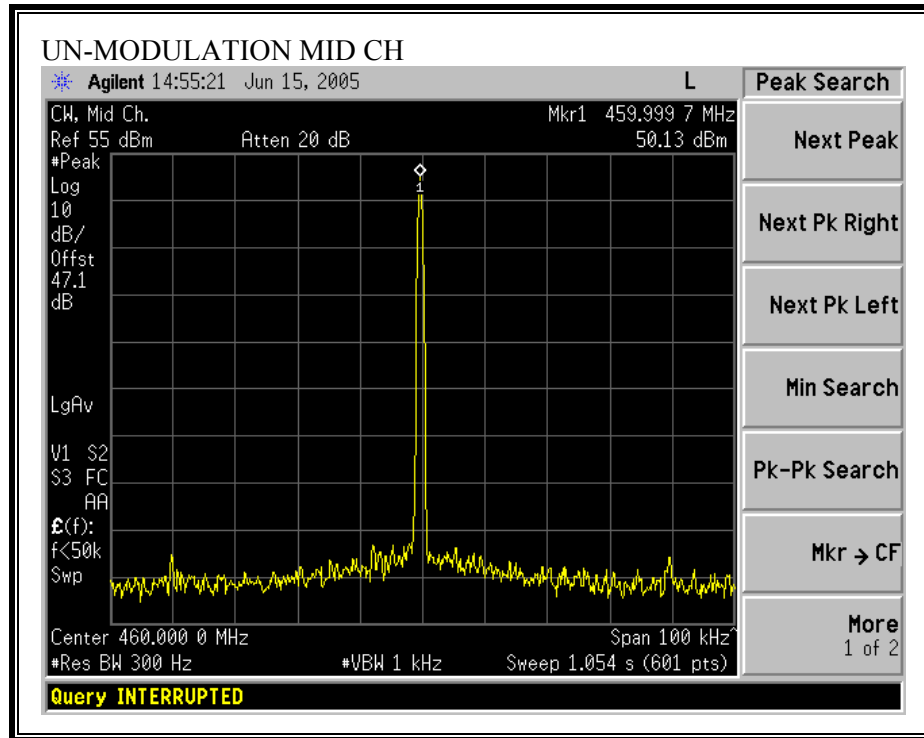 UN-MODULATION MID CH
Agilent 14:55:21 Jun 15, 2005 L
Peak Search
CW, Mid Ch. Mkr1 459.999 7 MHz
Ref 55 dBm Atten 20 dB 50.13 dBm
#Peak
Log
10
dB/
Offst
47.1
dB
LgAv
V1 S2
S3 FC
AA
£(f):
f<50k
Swp
1
Center 460.000 0 MHz Span 100 kHz^
#Res BW 300 Hz #VBW 1 kHz Sweep 1.054 s (601 pts)
Query INTERRUPTED
Next Peak
Next Pk Right
Next Pk Left
Min Search
Pk-Pk Search
Mkr → CF
More
1 of 2